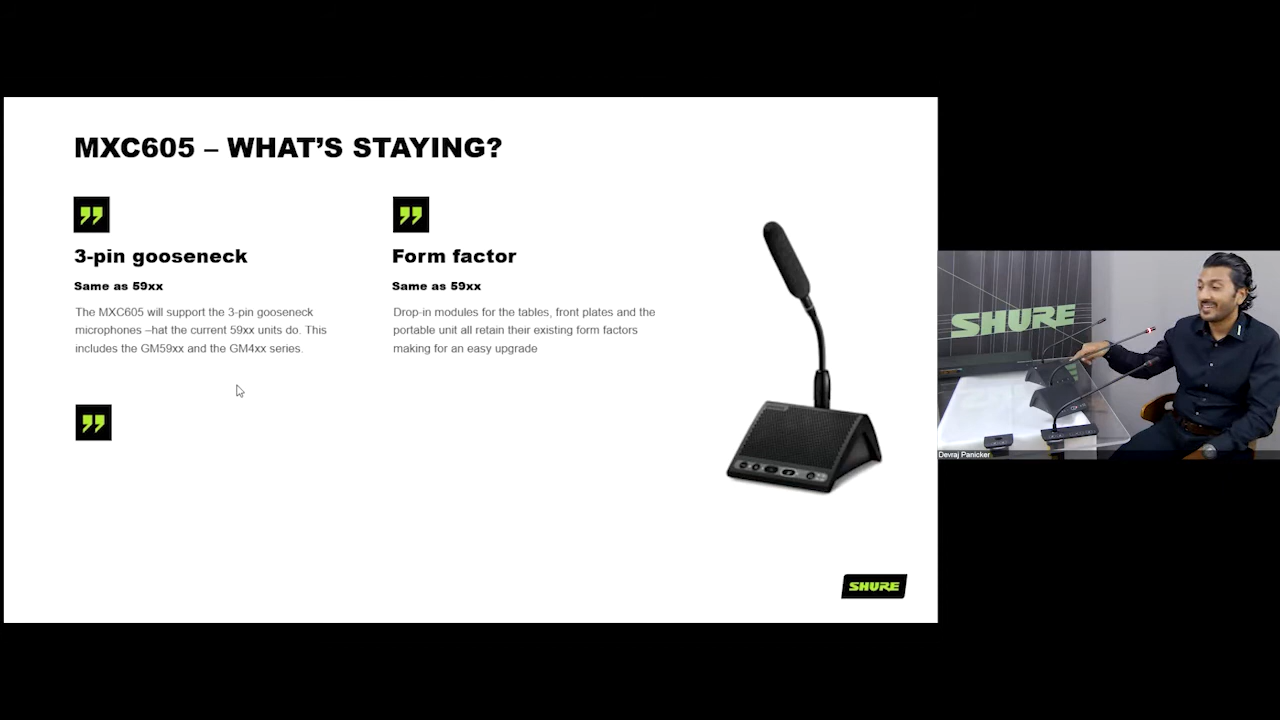 MXC605 – WHAT'S STAYING?
3-pin gooseneck
Same as 59xx
The MXC605 will support the 3-pin gooseneck
microphones –hat the current 59xx units do. This
includes the GM59xx and the GM4xx series.
Form factor
Same as 59xx
Drop-in modules for the tables, front plates and the
portable unit all retain their existing form factors
making for an easy upgrade
SHURE
SHURE
Devraj Panicker